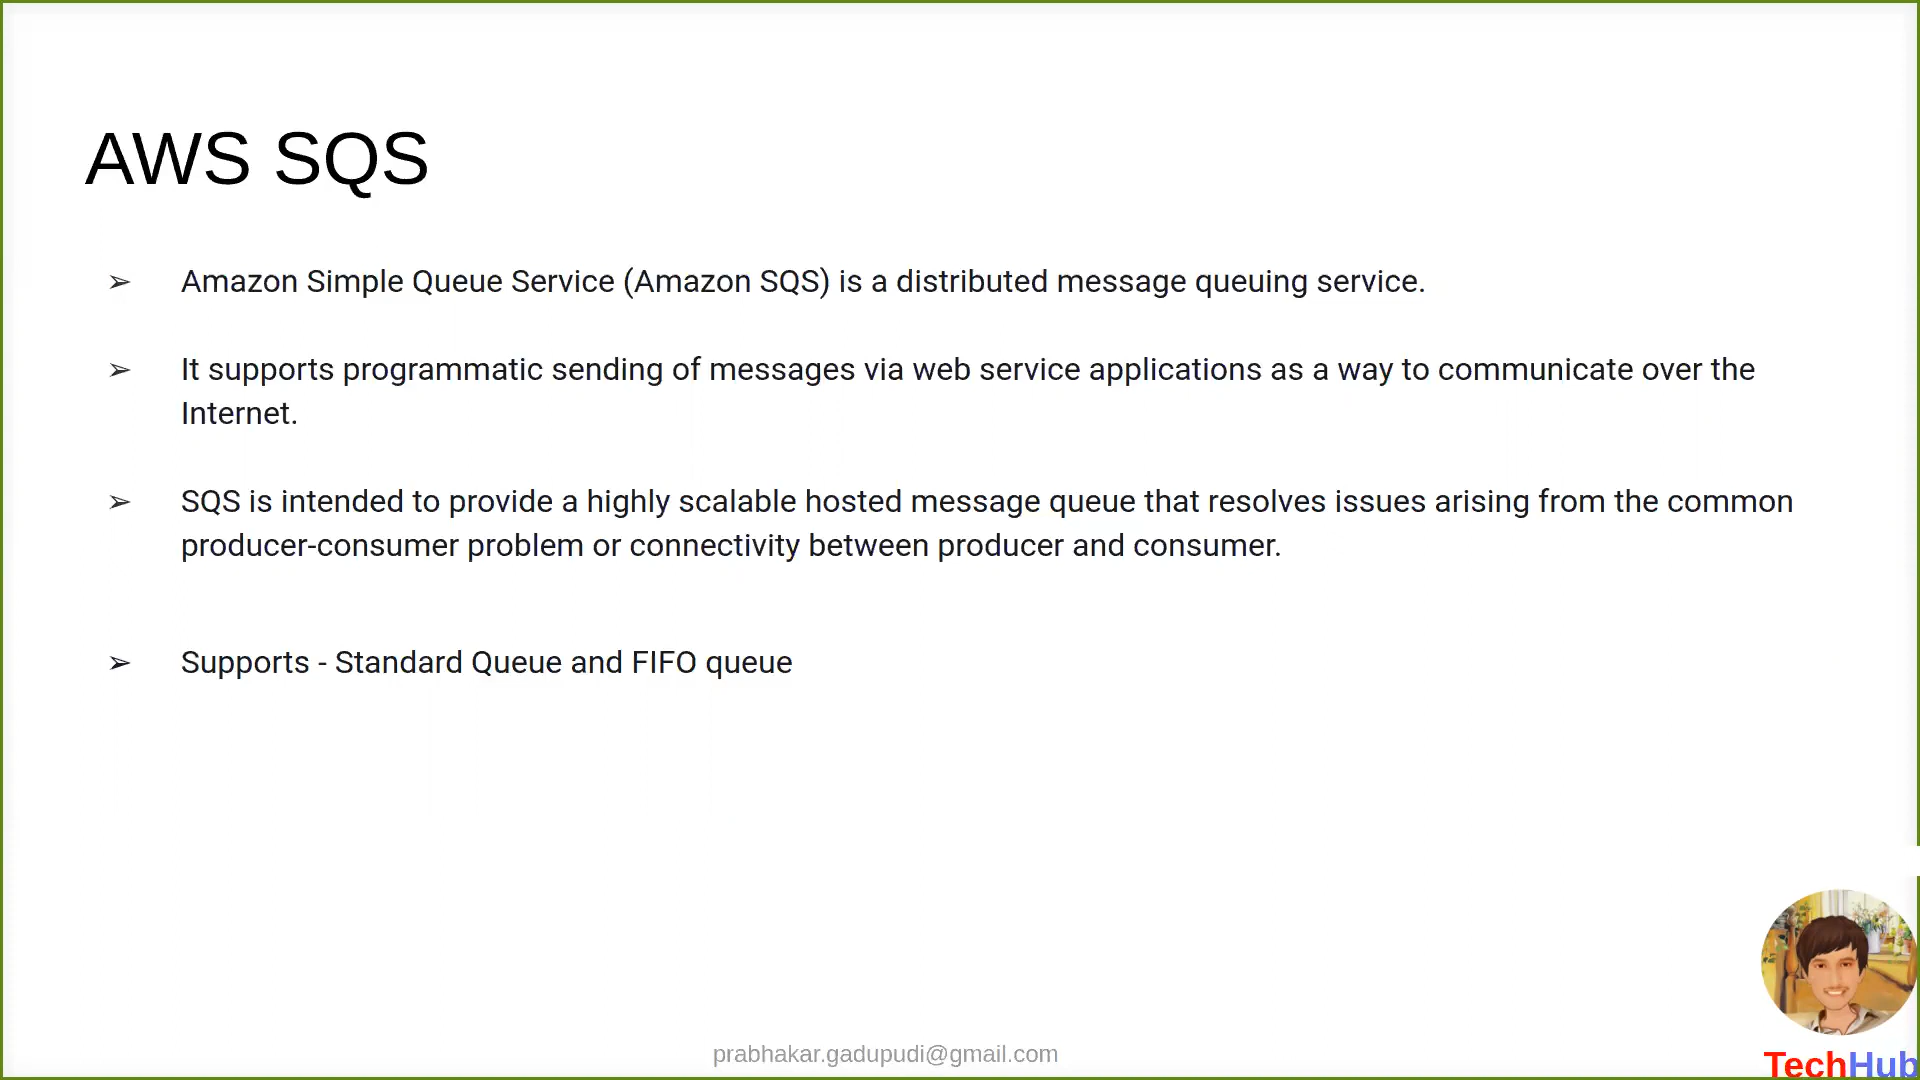 AWS SQS
➢ Amazon Simple Queue Service (Amazon SQS) is a distributed message queuing service.
➢ It supports programmatic sending of messages via web service applications as a way to communicate over the
Internet.
➢ SQS is intended to provide a highly scalable hosted message queue that resolves issues arising from the common
producer-consumer problem or connectivity between producer and consumer.
➢ Supports - Standard Queue and FIFO queue
prabhakar.gadupudi@gmail.com
TechHub